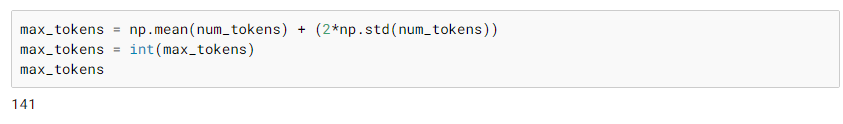 max_tokens = np.mean(num_tokens) + (2*np.std(num_tokens))
max_tokens = int(max_tokens)
max_tokens
141